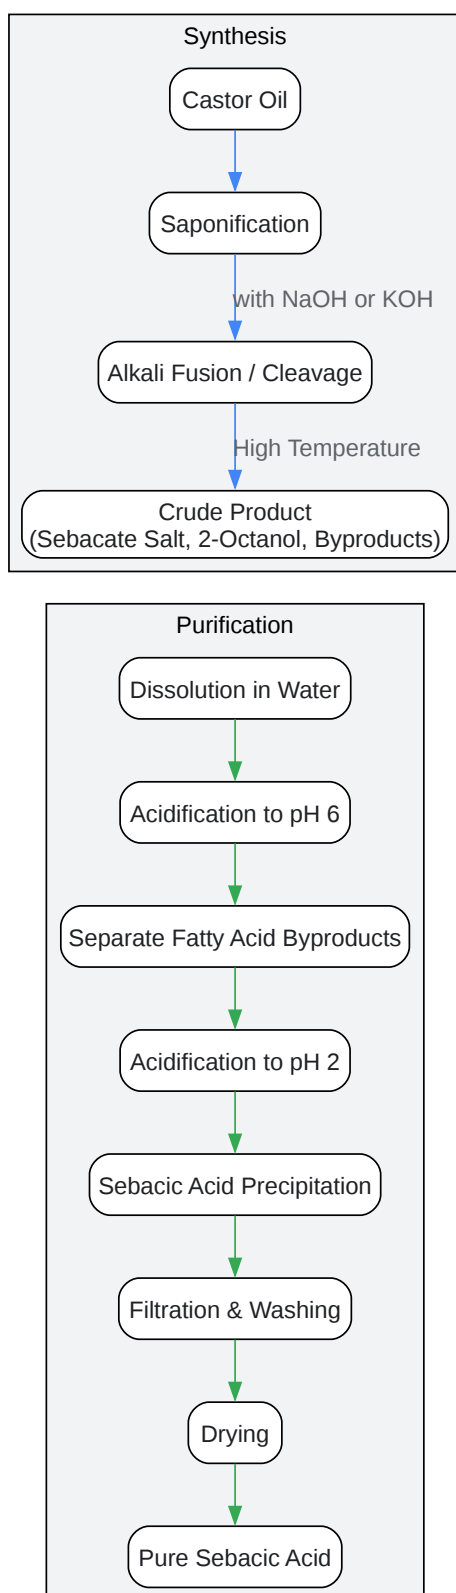 Synthesis
Castor Oil
Saponification
with NaOH or KOH
Alkali Fusion / Cleavage
High Temperature
Crude Product
(Sebacate Salt, 2-Octanol, Byproducts)
Purification
Dissolution in Water
Acidification to pH 6
Separate Fatty Acid Byproducts
Acidification to pH 2
Sebacic Acid Precipitation
Filtration & Washing
Drying
Pure Sebacic Acid